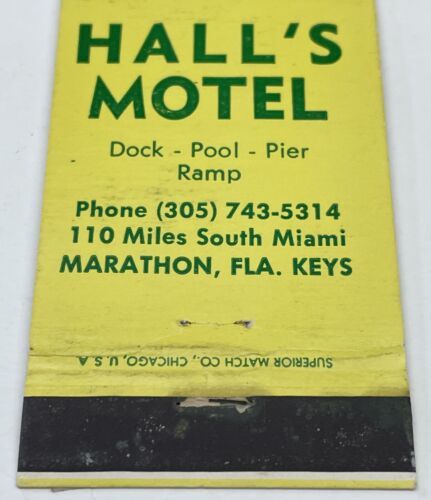 HALL'S
MOTEL
Dock - Pool - Pier
Ramp
Phone (305) 743-5314
110 Miles South Miami
MARATHON, FLA. KEYS
SUPERIOR MATCH CO., CHICAGO, U. S. A